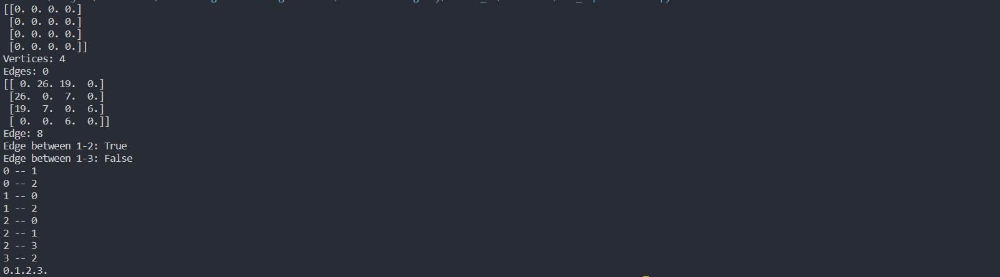 [[0. 0. 0. 0.]
 [0. 0. 0. 0.]
 [0. 0. 0. 0.]
 [0. 0. 0. 0.]]
Vertices: 4
Edges: 0
[[ 0. 26. 19.  0.]
 [26.  0.  7.  0.]
 [19.  7.  0.  6.]
 [ 0.  0.  6.  0.]]
Edge: 8
Edge between 1-2: True
Edge between 1-3: False
0 -- 1
0 -- 2
1 -- 0
1 -- 2
2 -- 0
2 -- 1
2 -- 3
3 -- 2
0.1.2.3.